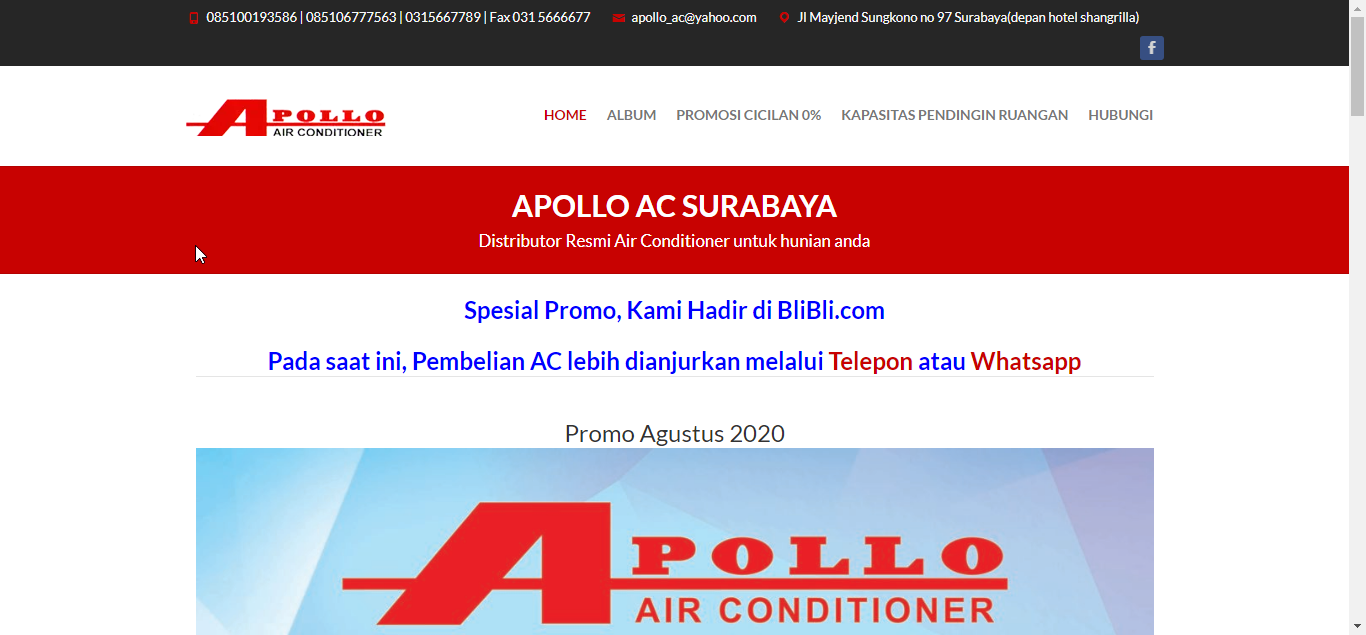 085100193586 | 085106777563 | 0315667789 | Fax 031 5666677 apollo_ac@yahoo.com Jl Mayjend Sungkono no 97 Surabaya(depan hotel shangrilla)
f
APOLLO
AIR CONDITIONER
HOME ALBUM PROMOSI CICILAN 0% KAPASITAS PENDINGIN RUANGAN HUBUNGI
APOLLO AC SURABAYA
Distributor Resmi Air Conditioner untuk hunian anda
Spesial Promo, Kami Hadir di BliBli.com
Pada saat ini, Pembelian AC lebih dianjurkan melalui Telepon atau Whatsapp
Promo Agustus 2020
APOLLO
AIR CONDITIONER